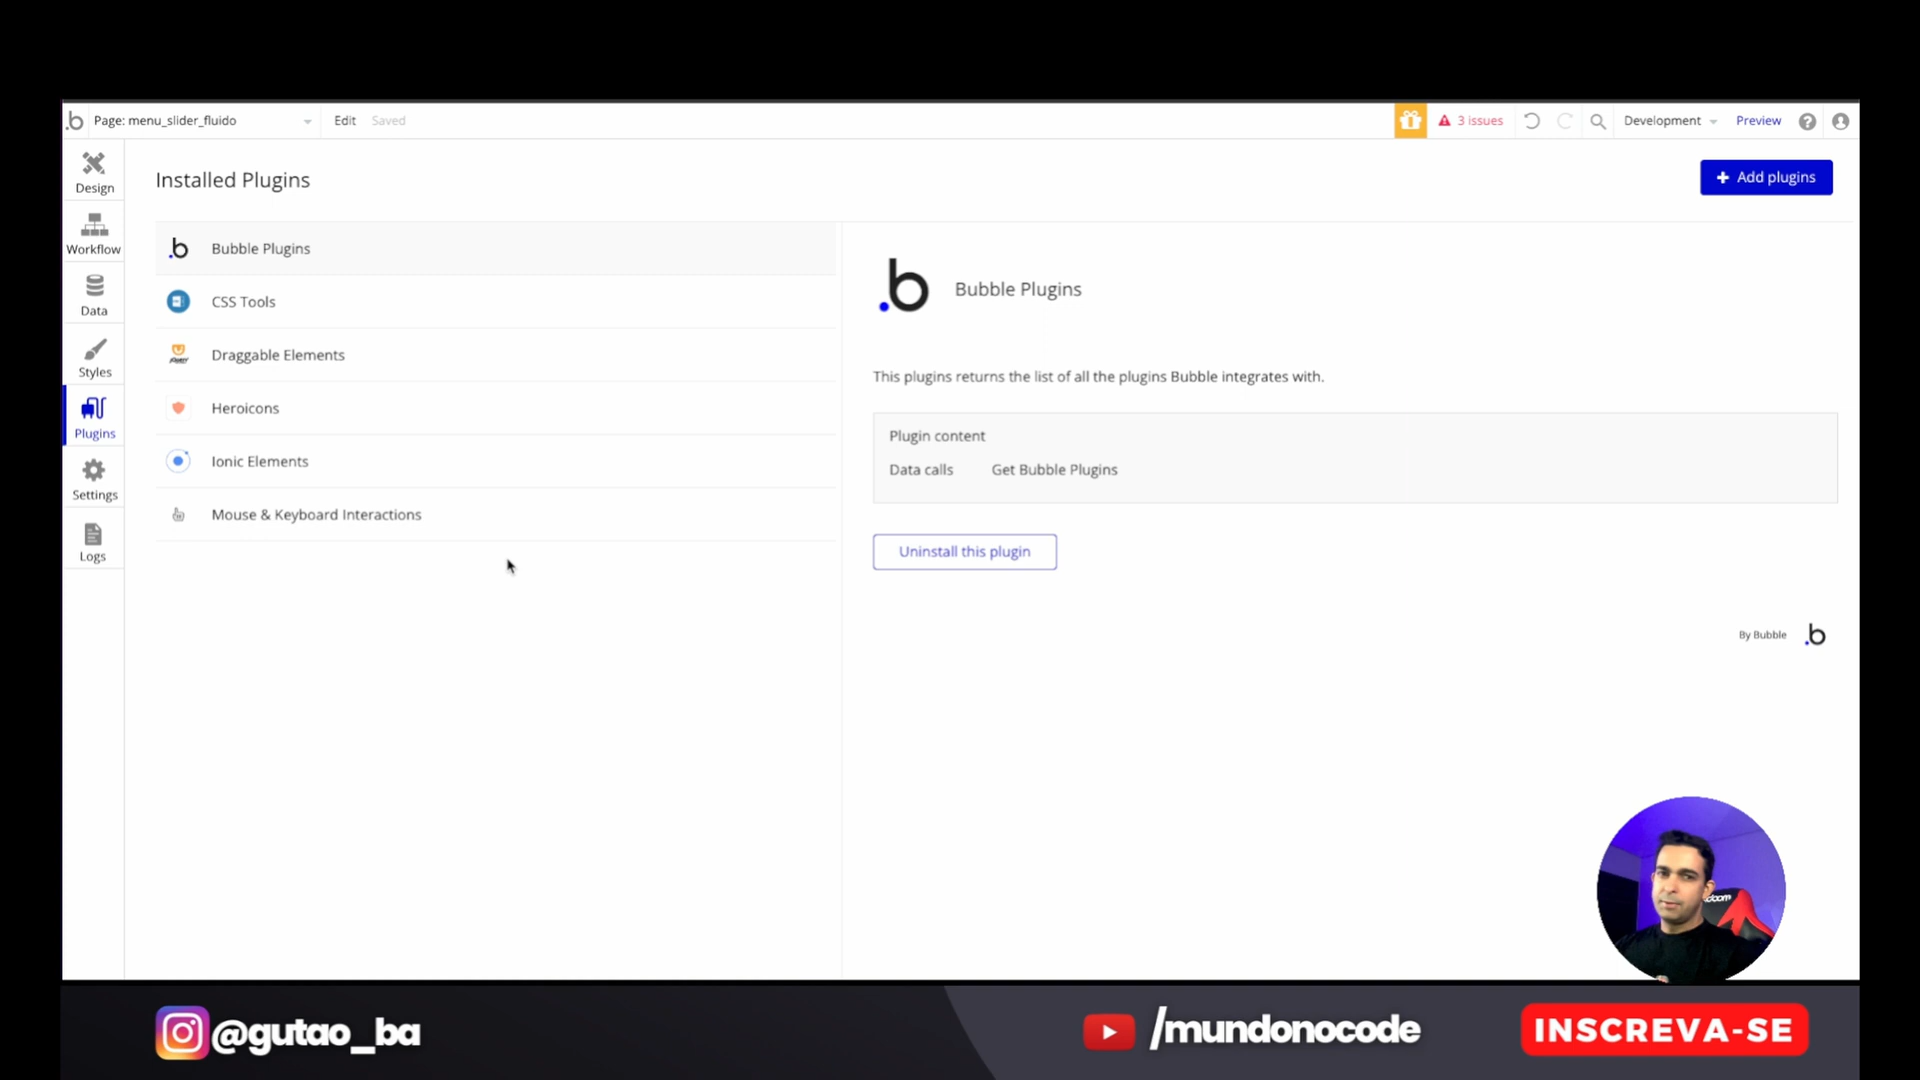 Page: menu_slider_fluido
Edit
Saved
3 issues
Development
Preview
Design
Workflow
Data
Styles
Plugins
Settings
Logs
Installed Plugins
+ Add plugins
Bubble Plugins
CSS Tools
Draggable Elements
Heroicons
Ionic Elements
Mouse & Keyboard Interactions
Bubble Plugins
This plugins returns the list of all the plugins Bubble integrates with.
Plugin content
Data calls Get Bubble Plugins
Uninstall this plugin
By Bubble
@gutao_ba
/mundonocode
INSCREVA-SE